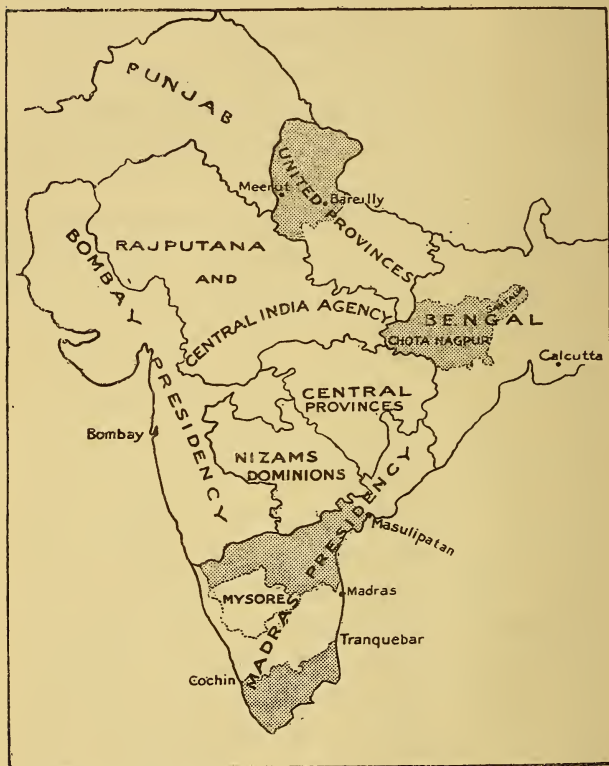 PUNJAB
UNITED PROVINCES
Meerut
Bareilly
BOMBAY PRESIDENCY
RAJPUTANA
AND
CENTRAL INDIA AGENCY
BENGAL
CHOTA NAGPUR
Calcutta
CENTRAL
PROVINCES
Bombay
NIZAMS
DOMINIONS
MADRAS PRESIDENCY
Masulipatan
MYSORE
Madras
Tranquebar
Cochin